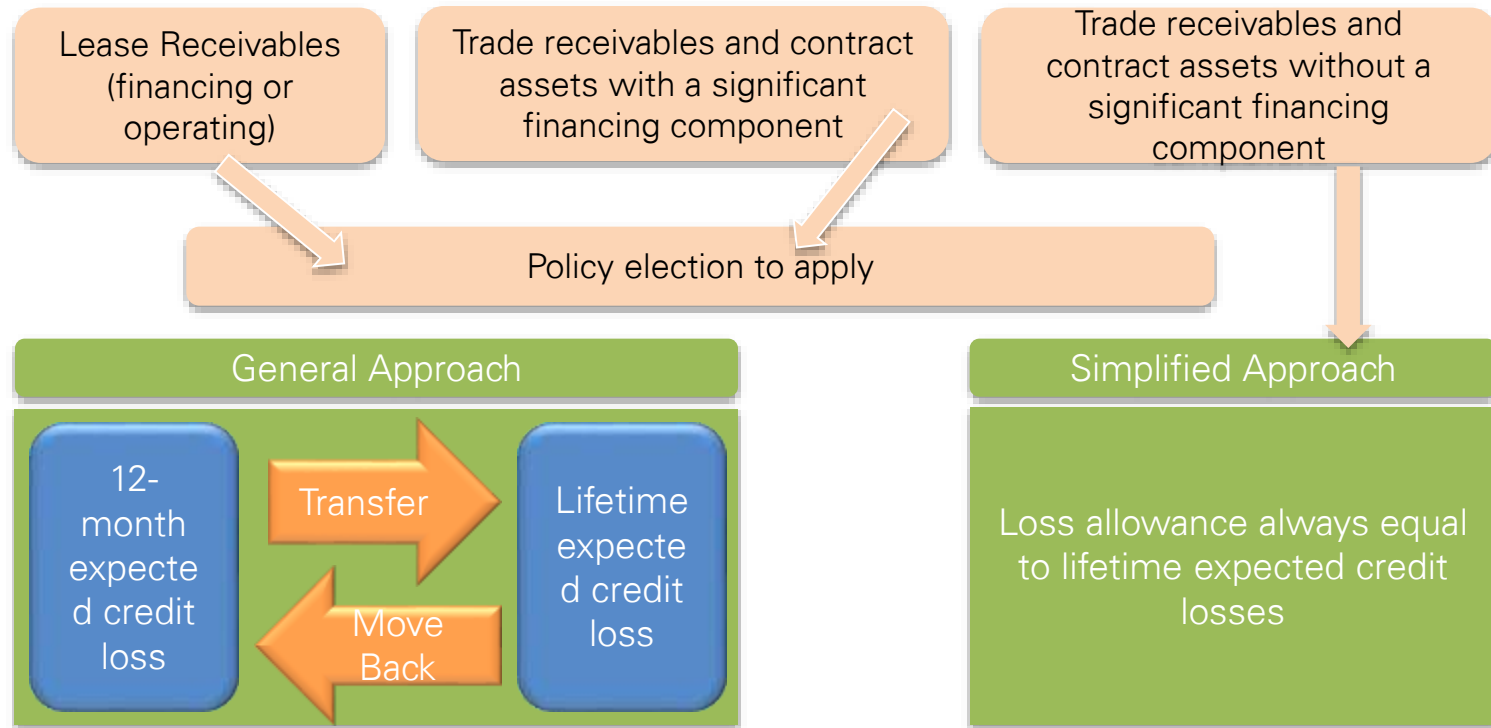 Lease Receivables
(financing or
operating)
Trade receivables and contract
assets with a significant
financing component
Trade receivables and
contract assets without a
significant financing
component
Policy election to apply
General Approach
12-
month
expecte
d credit
loss
Transfer
Move
Back
Lifetime
expecte
d credit
loss
Simplified Approach
Loss allowance always equal
to lifetime expected credit
losses